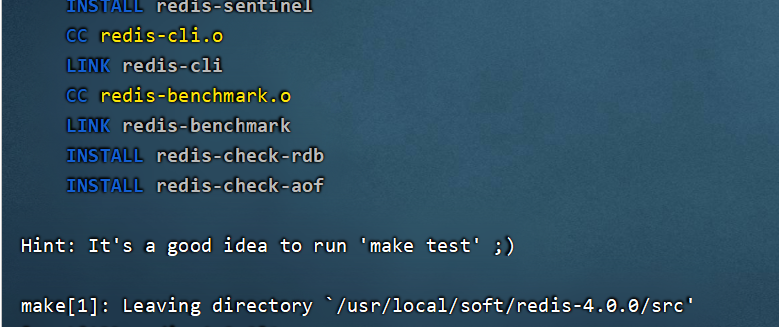 INSTALL redis-sentinel
CC redis-cli.o
LINK redis-cli
CC redis-benchmark.o
LINK redis-benchmark
INSTALL redis-check-rdb
INSTALL redis-check-aof
Hint: It's a good idea to run 'make test' ;)
make[1]: Leaving directory `/usr/local/soft/redis-4.0.0/src'